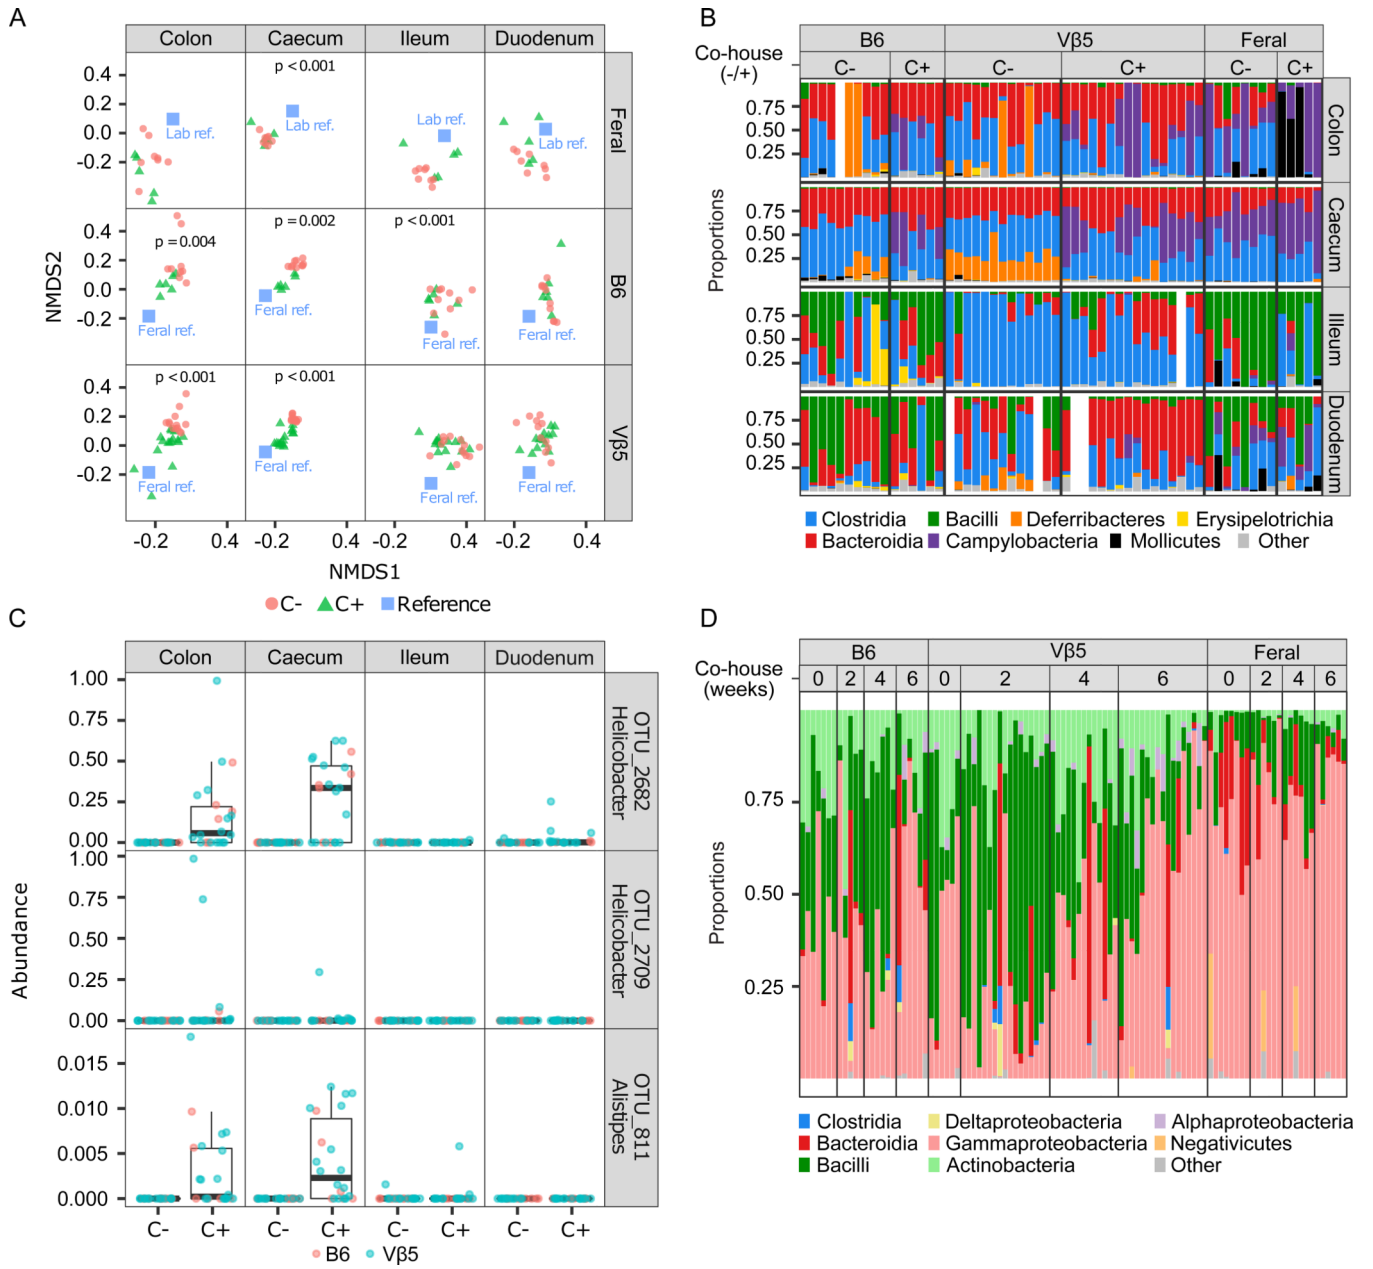 A
Colon Caecum Ileum Duodenum
p < 0.001
Lab ref. Lab ref. Lab ref. Lab ref.
0.4
0.2
0.0
-0.2
Feral
p = 0.004 p = 0.002 p < 0.001
Feral ref. Feral ref. Feral ref. Feral ref.
0.4
0.2
0.0
-0.2
B6
p < 0.001 p < 0.001
Feral ref. Feral ref. Feral ref. Feral ref.
0.4
0.2
0.0
-0.2
Vβ5
NMDS2
-0.2 0.4 -0.2 0.4 -0.2 0.4 -0.2 0.4
NMDS1
C- C+ Reference
B
Co-house
(-/+)
B6 Vβ5 Feral
C- C+ C- C+ C- C+
0.75
0.50
0.25
Colon
0.75
0.50
0.25
Caecum
0.75
0.50
0.25
Illeum
0.75
0.50
0.25
Duodenum
Proportions
Clostridia Bacilli Deferribacteres Erysipelotrichia
Bacteroidia Campylobacteria Mollicutes Other
C
Colon Caecum Ileum Duodenum
1.00
0.75
0.50
0.25
0.00
OTU_2682
Helicobacter
1.00
0.75
0.50
0.25
0.00
OTU_2709
Helicobacter
0.015
0.010
0.005
0.000
OTU_811
Alistipes
Abundance
C- C+ C- C+ C- C+ C- C+
B6 Vβ5
D
Co-house
(weeks)
B6 Vβ5 Feral
0 2 4 6 0 2 4 6 0 2 4 6
0.75
0.50
0.25
Proportions
Clostridia Deltaproteobacteria Alphaproteobacteria
Bacteroidia Gammaproteobacteria Negativicutes
Bacilli Actinobacteria Other